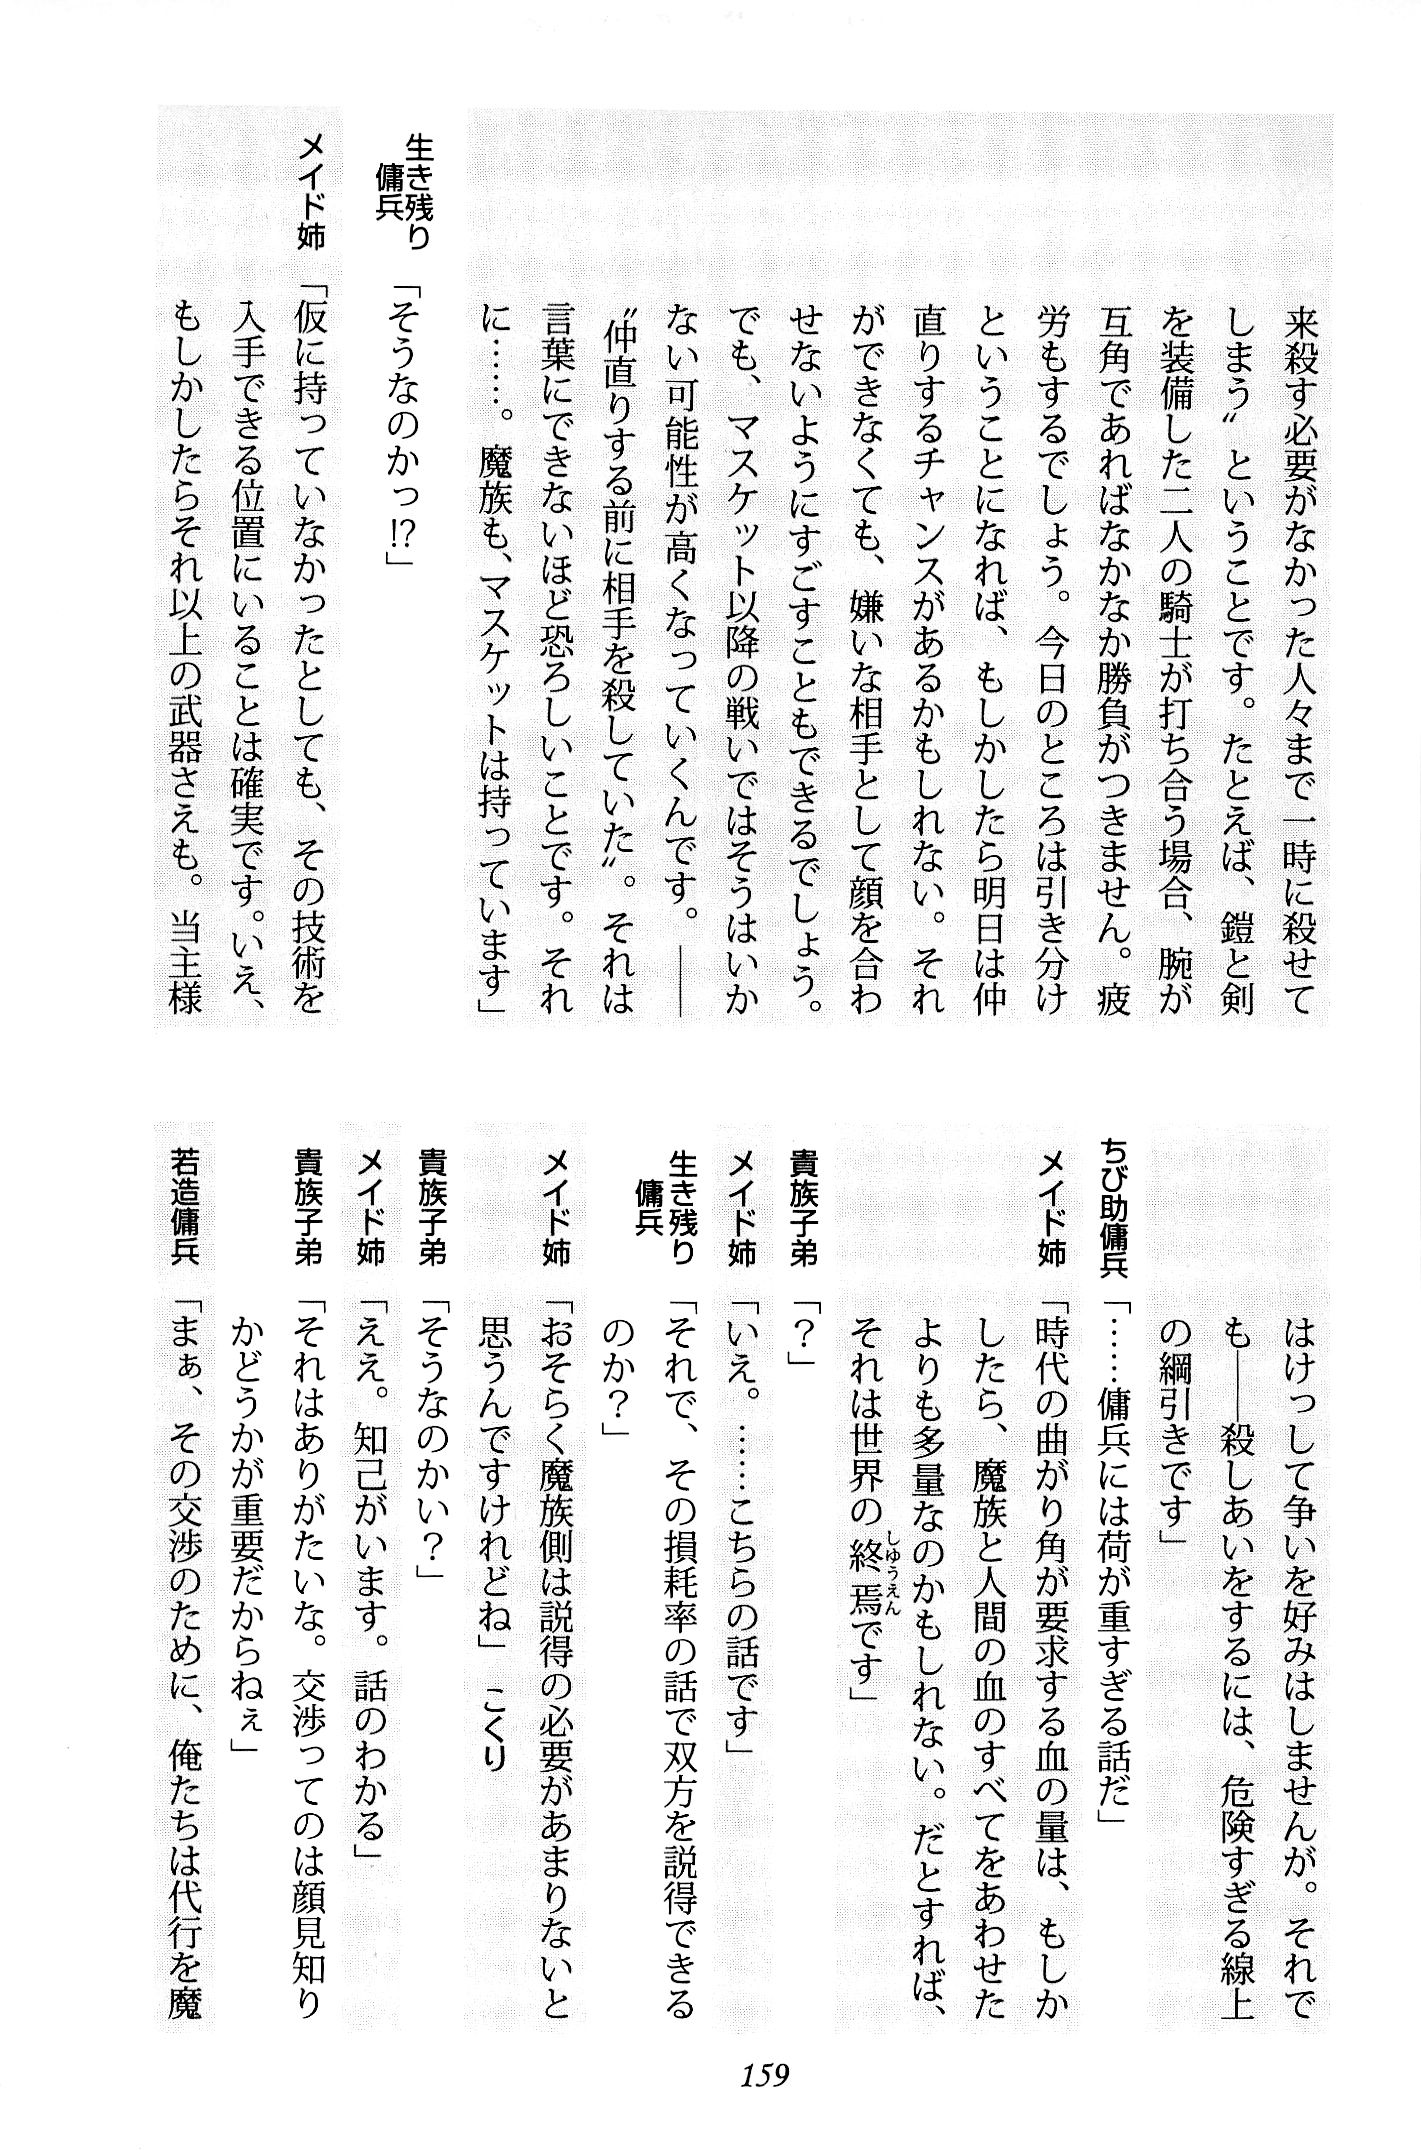 来殺す必要がなかった人々まで一時に殺せて
しまう〟ということです。たとえば、鎧と剣
を装備した二人の騎士が打ち合う場合、腕が
互角であればなかなか勝負がつきません。疲
労もするでしょう。今日のところは引き分け
ということになれば、もしかしたら明日は仲
直りするチャンスがあるかもしれない。それ
ができなくても、嫌いな相手として顔を合わ
せないようにすごすこともできるでしょう。
でも、マスケット以降の戦いではそうはいか
ない可能性が高くなっていくんです。――
〝仲直りする前に相手を殺していた〟。それは
言葉にできないほど恐ろしいことです。それ
に……。魔族も、マスケットは持っています」
生き残り傭兵「そうなのかっ!?」
メイド姉「仮に持っていなかったとしても、その技術を
入手できる位置にいることは確実です。いえ、
もしかしたらそれ以上の武器さえも。当主様
はけっして争いを好みはしませんが。それで
も――殺しあいをするには、危険すぎる線上
の綱引きです」
ちび助傭兵「……傭兵には荷が重すぎる話だ」
メイド姉「時代の曲がり角が要求する血の量は、もしか
したら、魔族と人間の血のすべてをあわせた
よりも多量なのかもしれない。だとすれば、
それは世界の終焉しゅうえんです」
貴族子弟「？」
メイド姉「いえ。……こちらの話です」
生き残り傭兵「それで、その損耗率の話で双方を説得できる
のか？」
メイド姉「おそらく魔族側は説得の必要があまりないと
思うんですけれどね」こくり
貴族子弟「そうなのかい？」
メイド姉「ええ。知己がいます。話のわかる」
貴族子弟「それはありがたいな。交渉ってのは顔見知り
かどうかが重要だからねぇ」
若造傭兵「まぁ、その交渉のために、俺たちは代行を魔
159